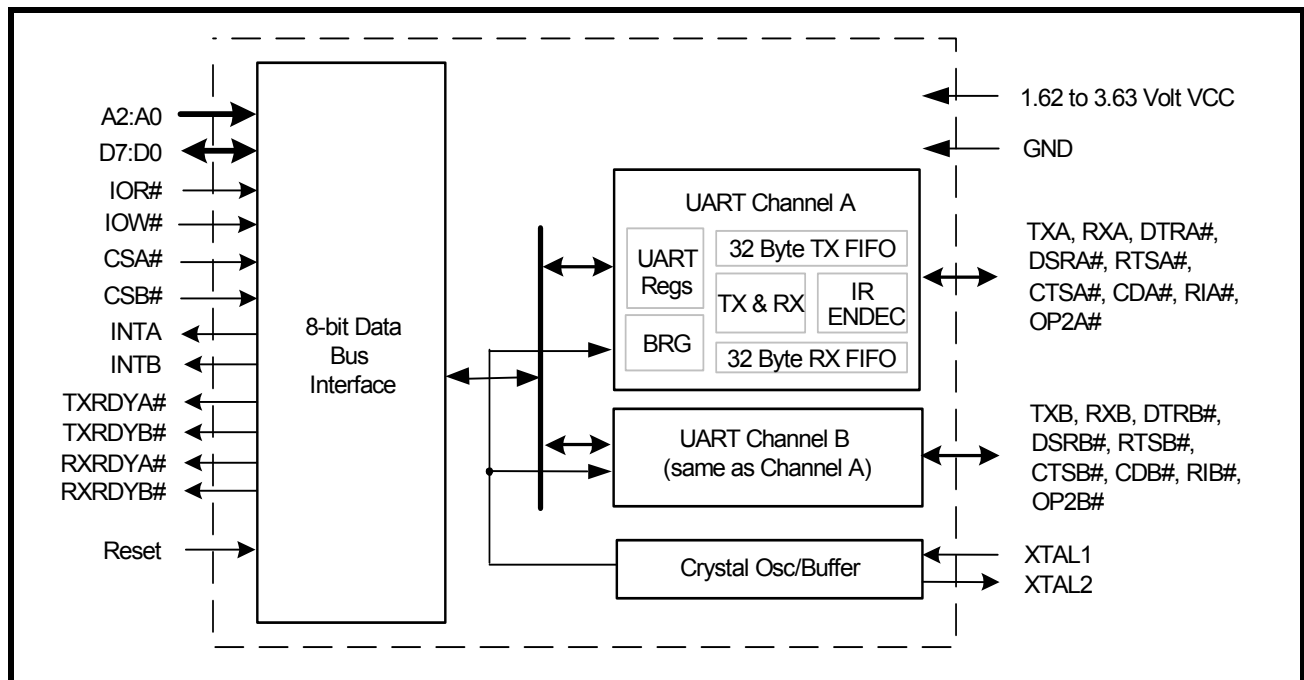 A2:A0
D7:D0
IOR#
IOW#
CSA#
CSB#
INTA
INTB
TXRDYA#
TXRDYB#
RXRDYA#
RXRDYB#
Reset
8-bit Data
Bus
Interface
UART Channel A
UART
Regs
BRG
32 Byte TX FIFO
TX & RX
IR
ENDEC
32 Byte RX FIFO
UART Channel B
(same as Channel A)
Crystal Osc/Buffer
1.62 to 3.63 Volt VCC
GND
TXA, RXA, DTRA#,
DSRA#, RTSA#,
CTSA#, CDA#, RIA#,
OP2A#
TXB, RXB, DTRB#,
DSRB#, RTSB#,
CTSB#, CDB#, RIB#,
OP2B#
XTAL1
XTAL2